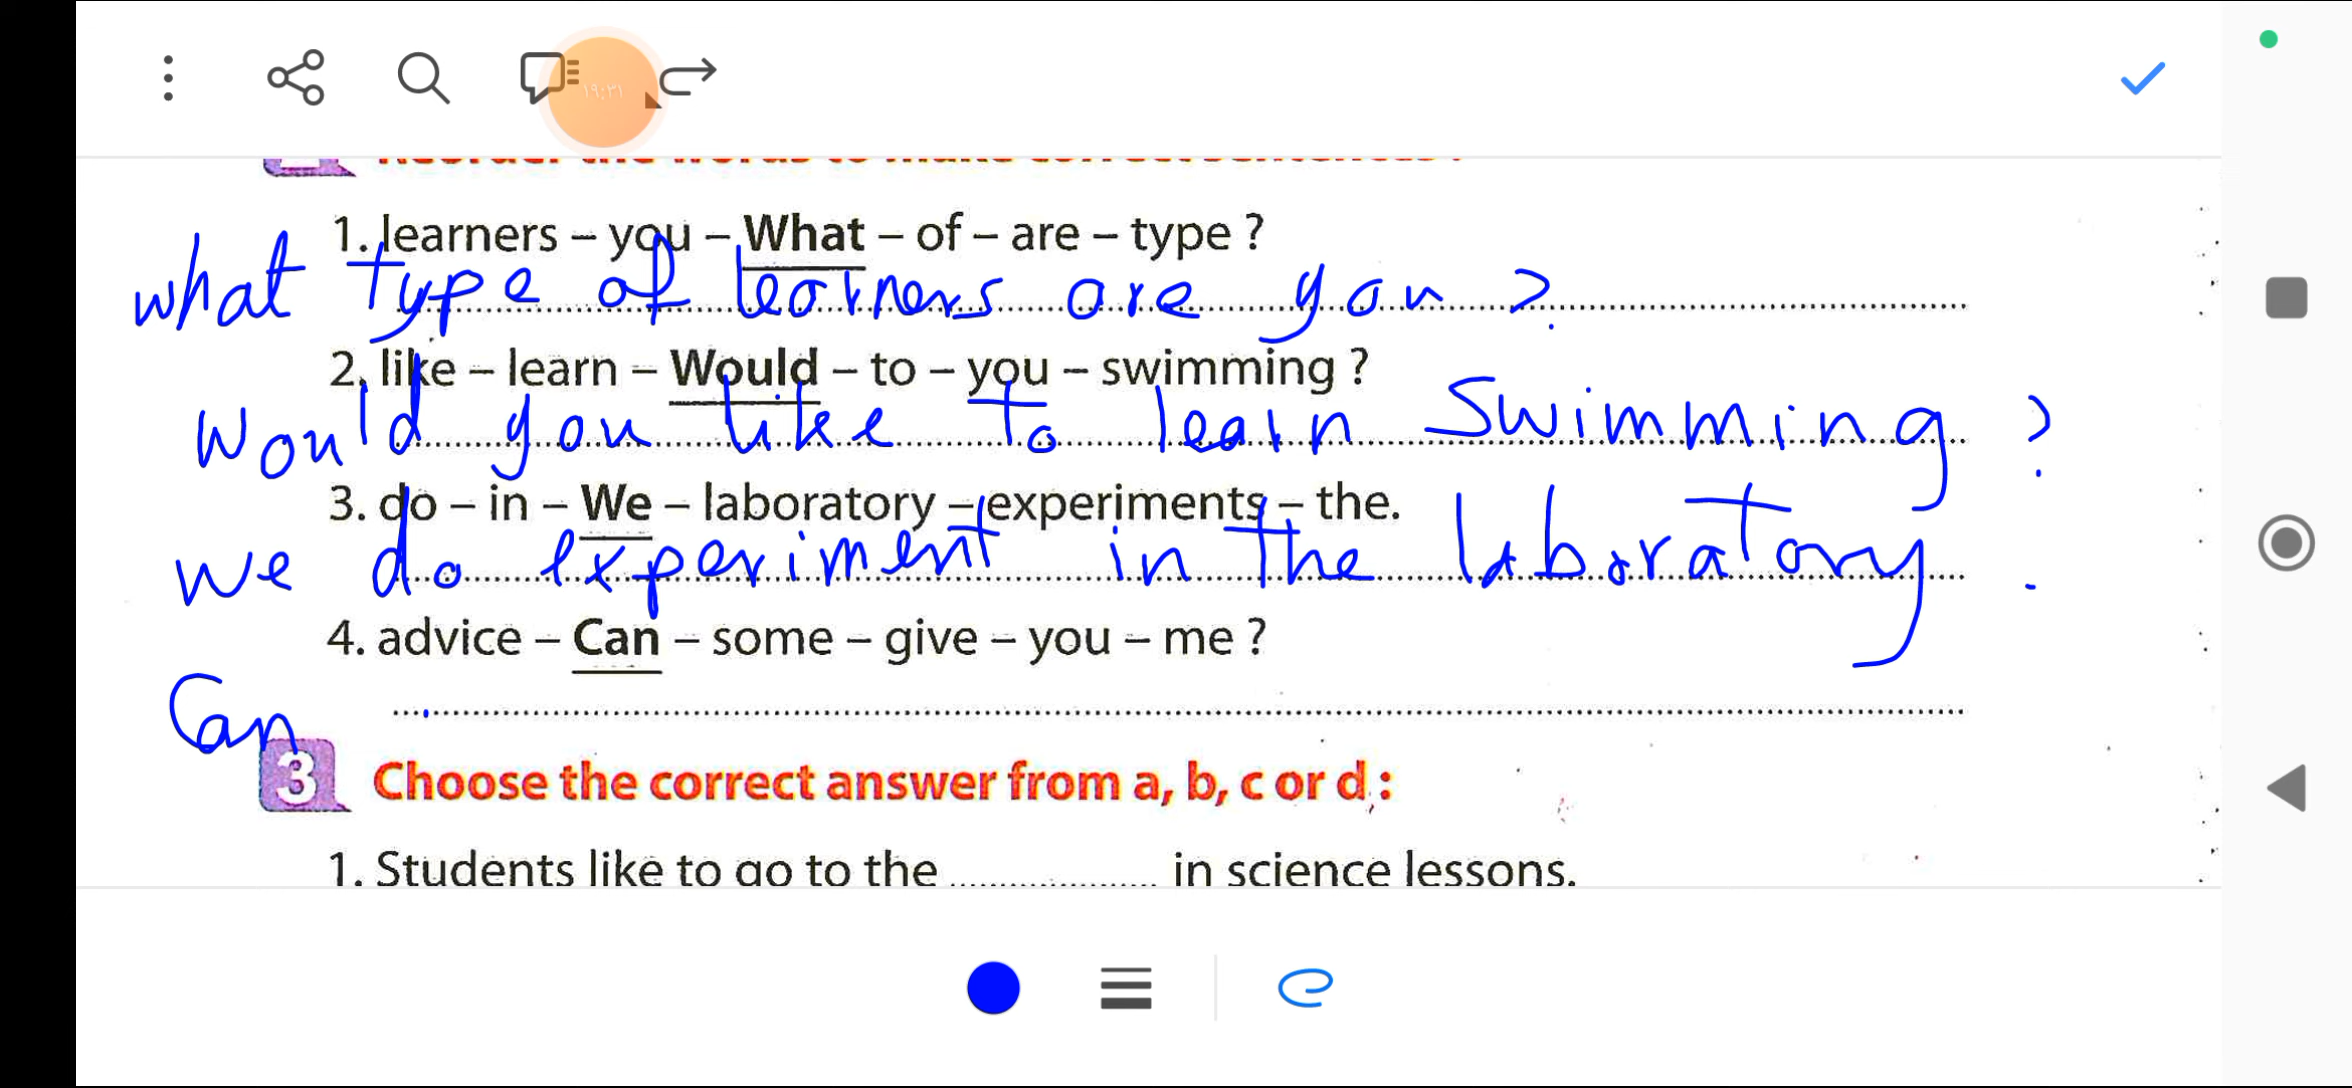 ١٩:٣١
1. learners – you – What – of – are – type ?
what type of learners are you ?
2. like – learn – Would – to – you – swimming ?
Would you like to learn Swimming ?
3. do – in – We – laboratory – experiments – the.
We do experiment in the laboratory .
4. advice – Can – some – give – you – me ?
Can
3 Choose the correct answer from a, b, c or d :
1. Students like to go to the .................. in science lessons.